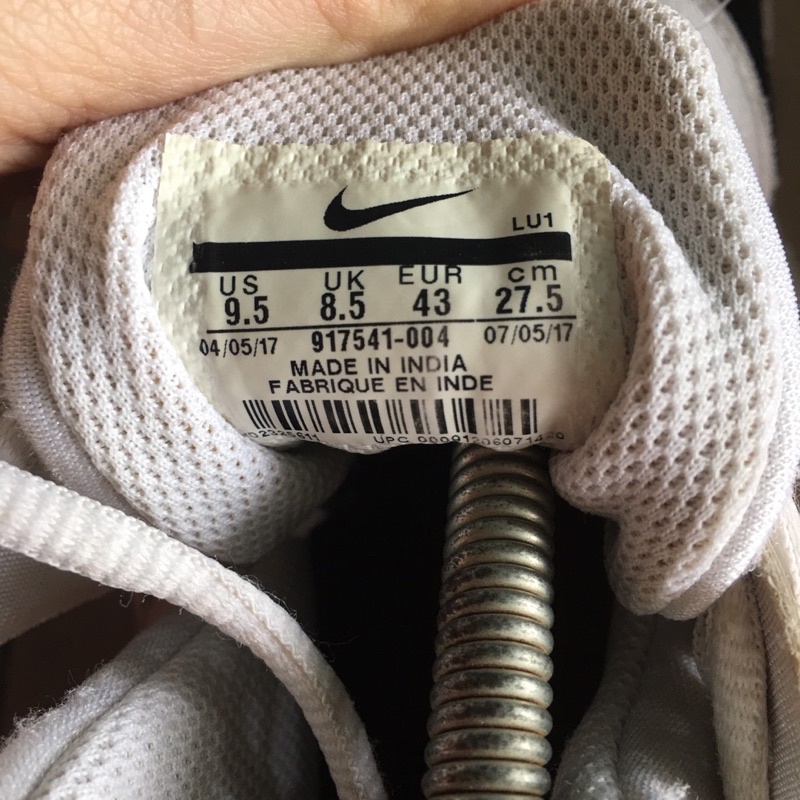 LU1
US UK EUR cm
9.5 8.5 43 27.5
04/05/17 917541-004 07/05/17
MADE IN INDIA
FABRIQUE EN INDE
UPC